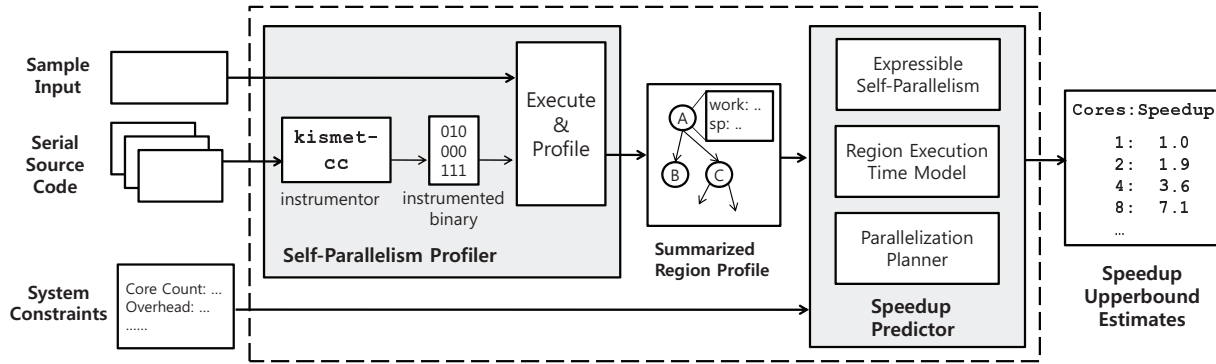 Sample
Input
Serial
Source
Code
System
Constraints
Core Count: ...
Overhead: ...
......
kismet-
cc
instrumentor
010
000
111
instrumented
binary
Execute
&
Profile
Self-Parallelism Profiler
A
B
C
work: ..
sp: ..
Summarized
Region Profile
Expressible
Self-Parallelism
Region Execution
Time Model
Parallelization
Planner
Speedup
Predictor
Cores:Speedup
1: 1.0
2: 1.9
4: 3.6
8: 7.1
...
Speedup
Upperbound
Estimates